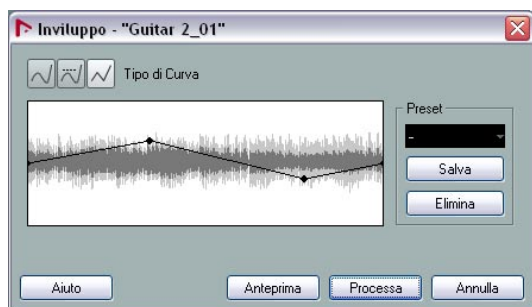 Inviluppo - "Guitar 2_01"
Tipo di Curva
Preset
-
Salva
Elimina
Aiuto
Anteprima
Processa
Annulla